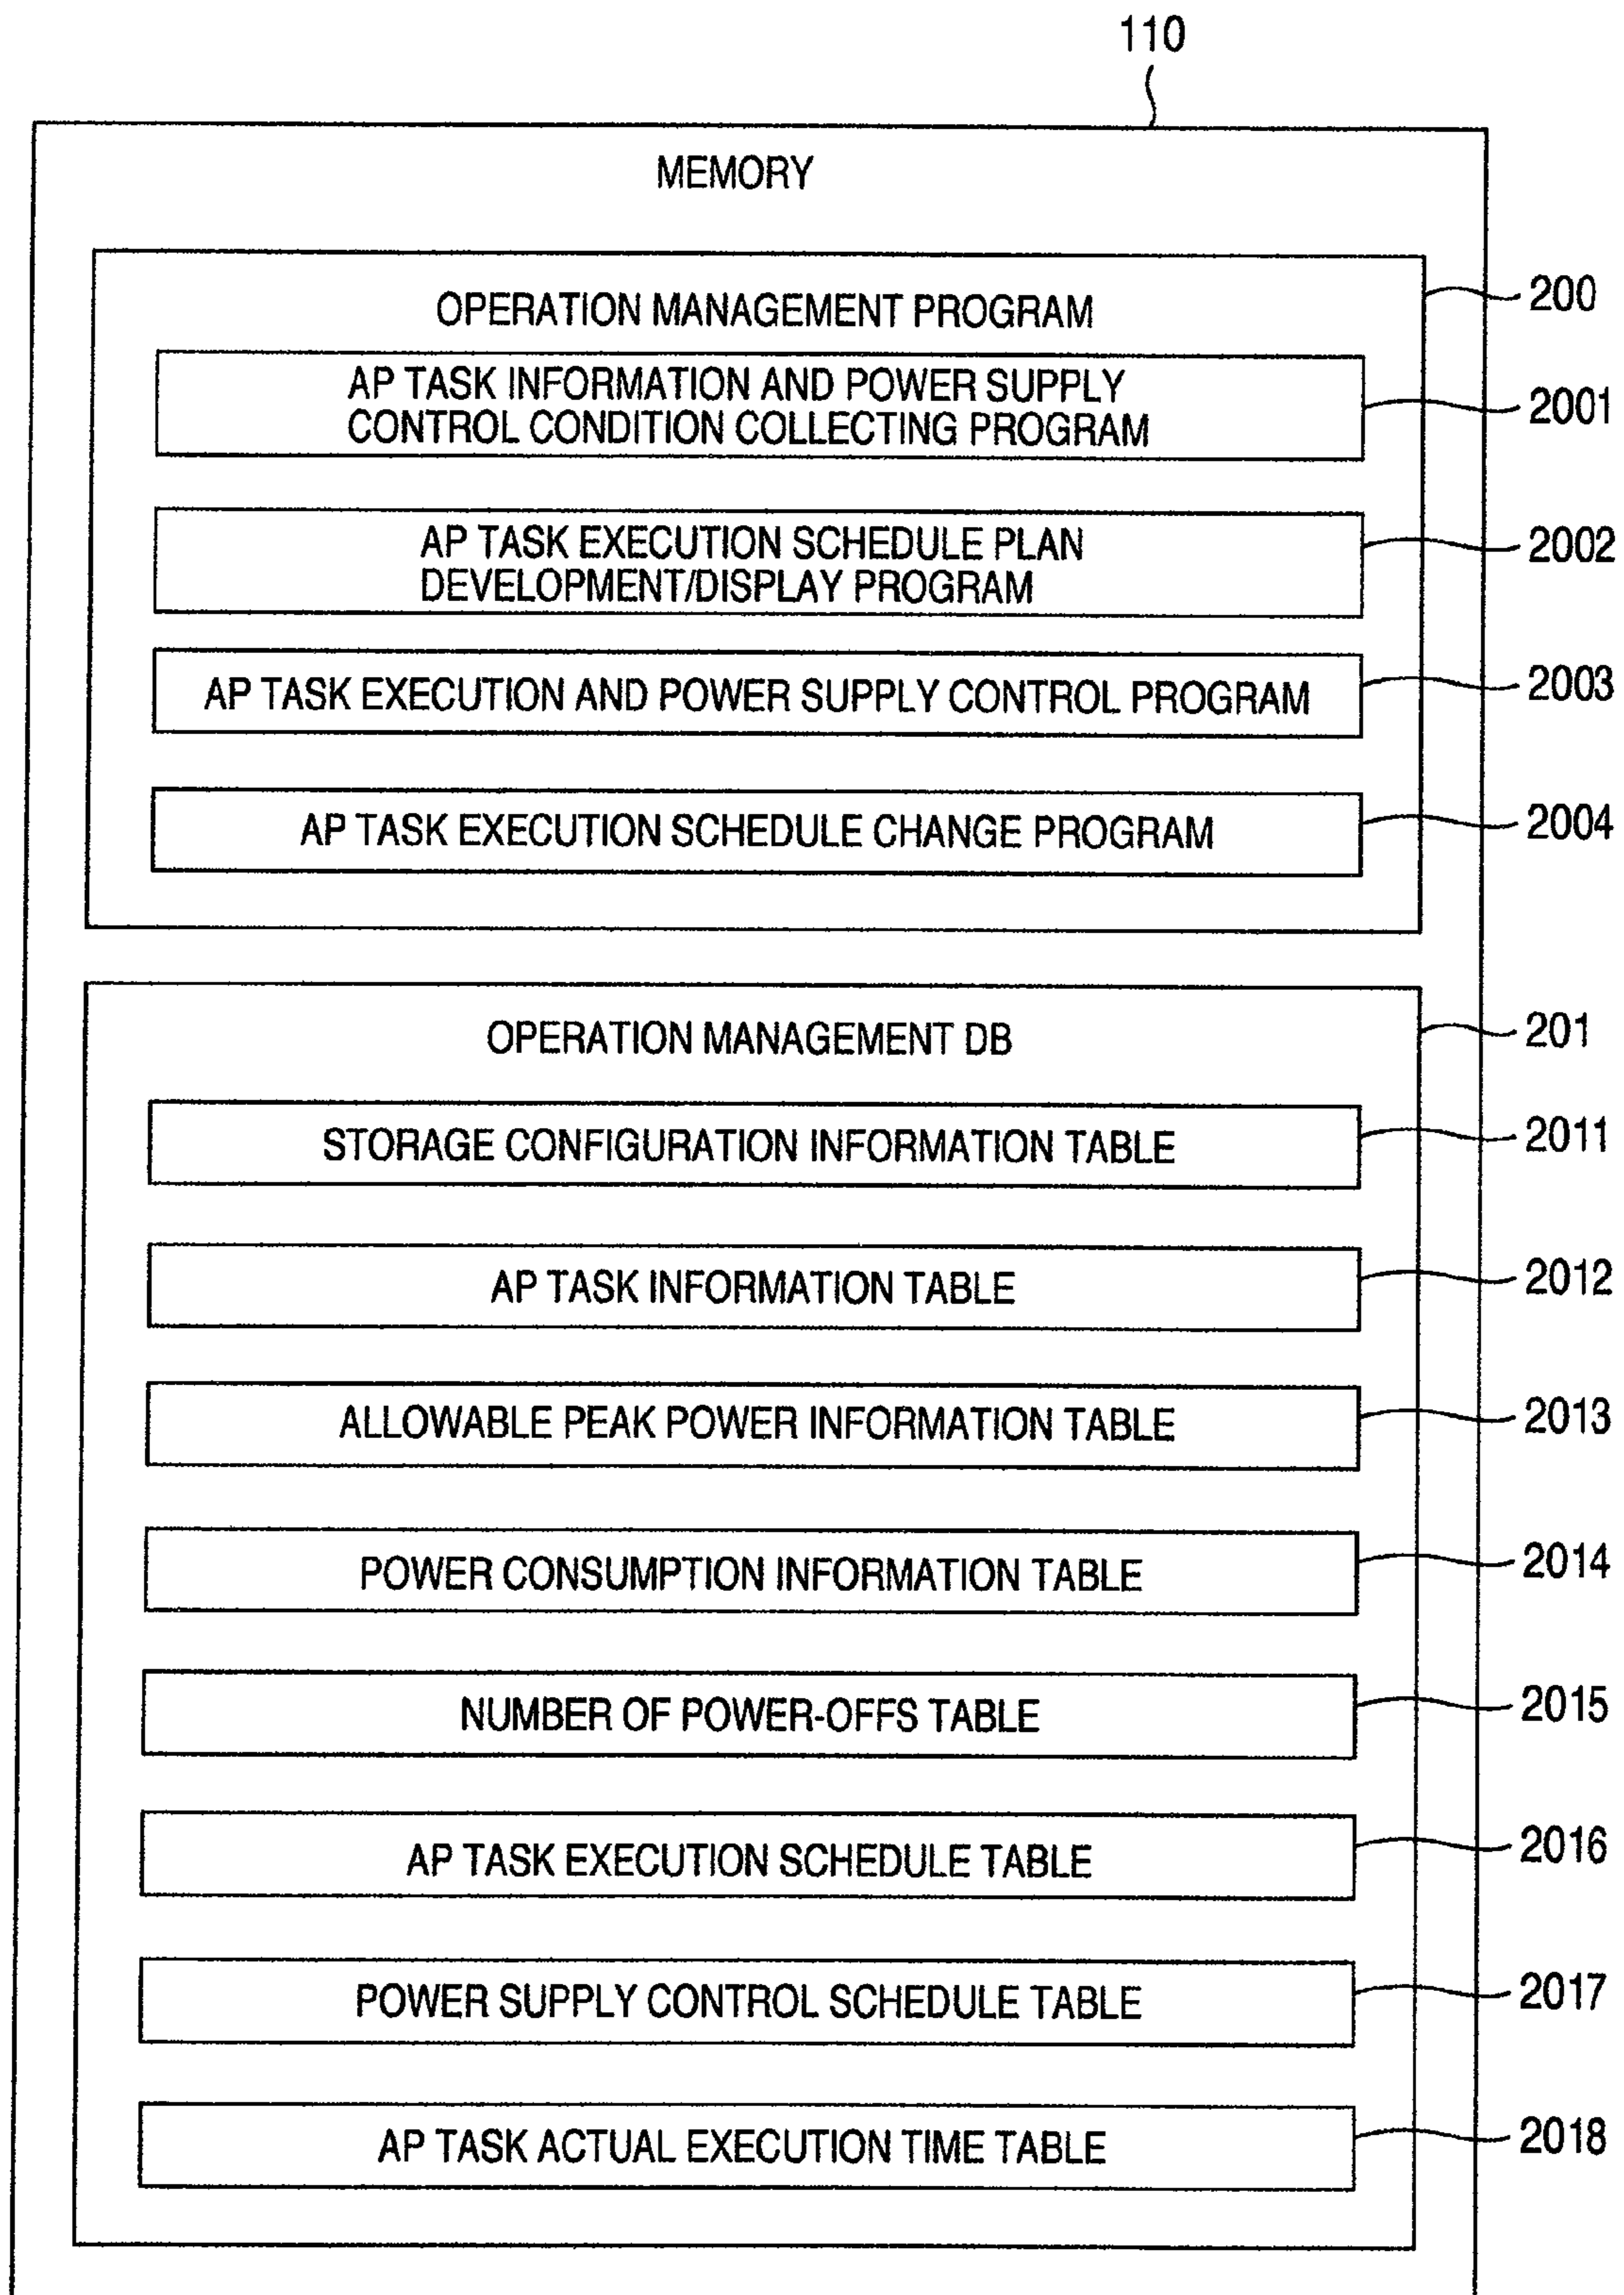 110
MEMORY
OPERATION MANAGEMENT PROGRAM
200
AP TASK INFORMATION AND POWER SUPPLY
CONTROL CONDITION COLLECTING PROGRAM
2001
AP TASK EXECUTION SCHEDULE PLAN
DEVELOPMENT/DISPLAY PROGRAM
2002
AP TASK EXECUTION AND POWER SUPPLY CONTROL PROGRAM
2003
AP TASK EXECUTION SCHEDULE CHANGE PROGRAM
2004
OPERATION MANAGEMENT DB
201
STORAGE CONFIGURATION INFORMATION TABLE
2011
AP TASK INFORMATION TABLE
2012
ALLOWABLE PEAK POWER INFORMATION TABLE
2013
POWER CONSUMPTION INFORMATION TABLE
2014
NUMBER OF POWER-OFFS TABLE
2015
AP TASK EXECUTION SCHEDULE TABLE
2016
POWER SUPPLY CONTROL SCHEDULE TABLE
2017
AP TASK ACTUAL EXECUTION TIME TABLE
2018